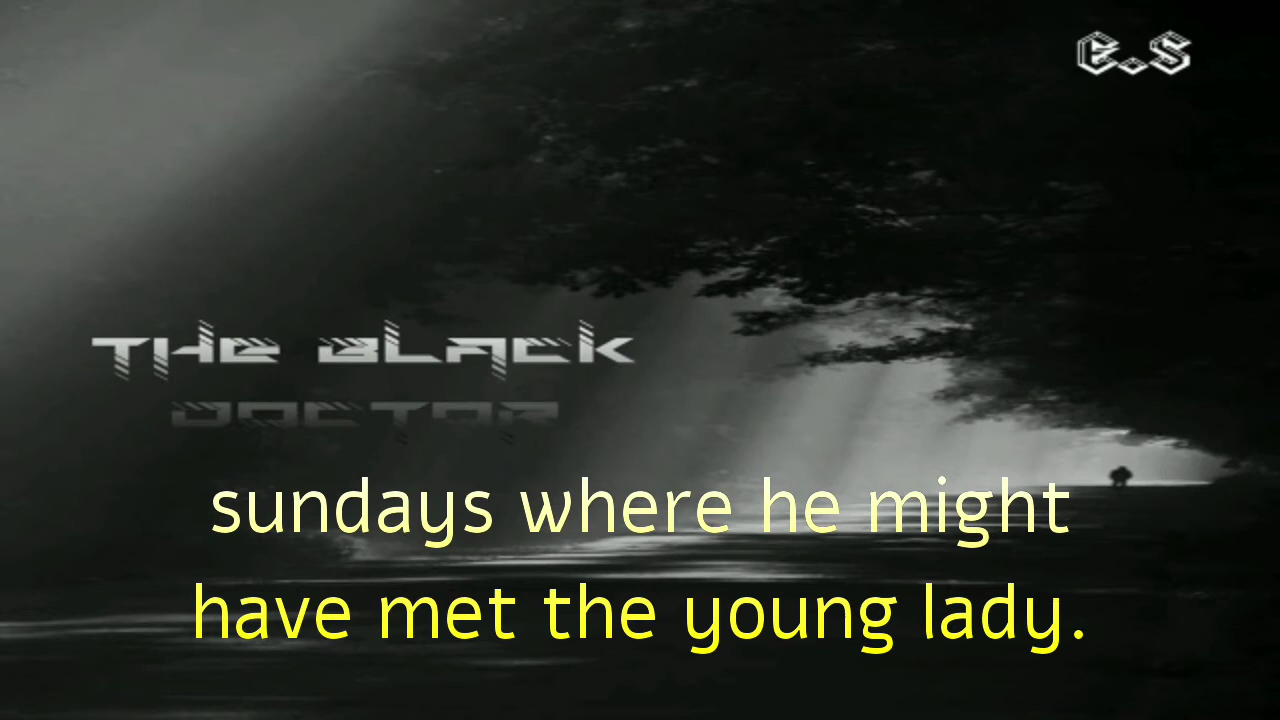 E.S
THE BLACK
DOCTOR
sundays where he might
have met the young lady.